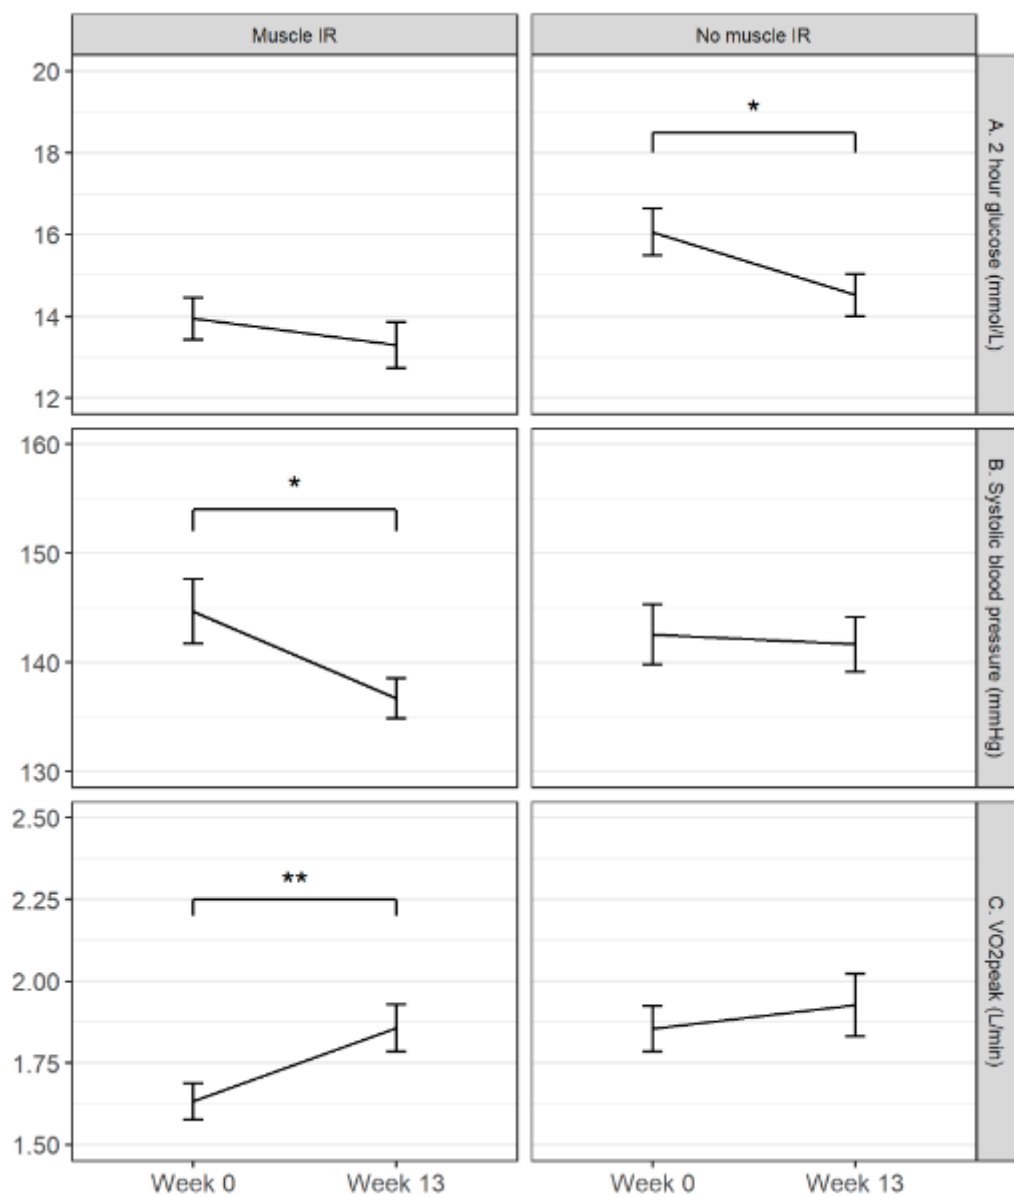 Muscle IR
No muscle IR
20
18
16
14
12
*
A. 2 hour glucose (mmol/L)
160
150
140
130
*
B. Systolic blood pressure (mmHg)
2.50
2.25
2.00
1.75
1.50
**
C. VO2peak (L/min)
Week 0
Week 13
Week 0
Week 13